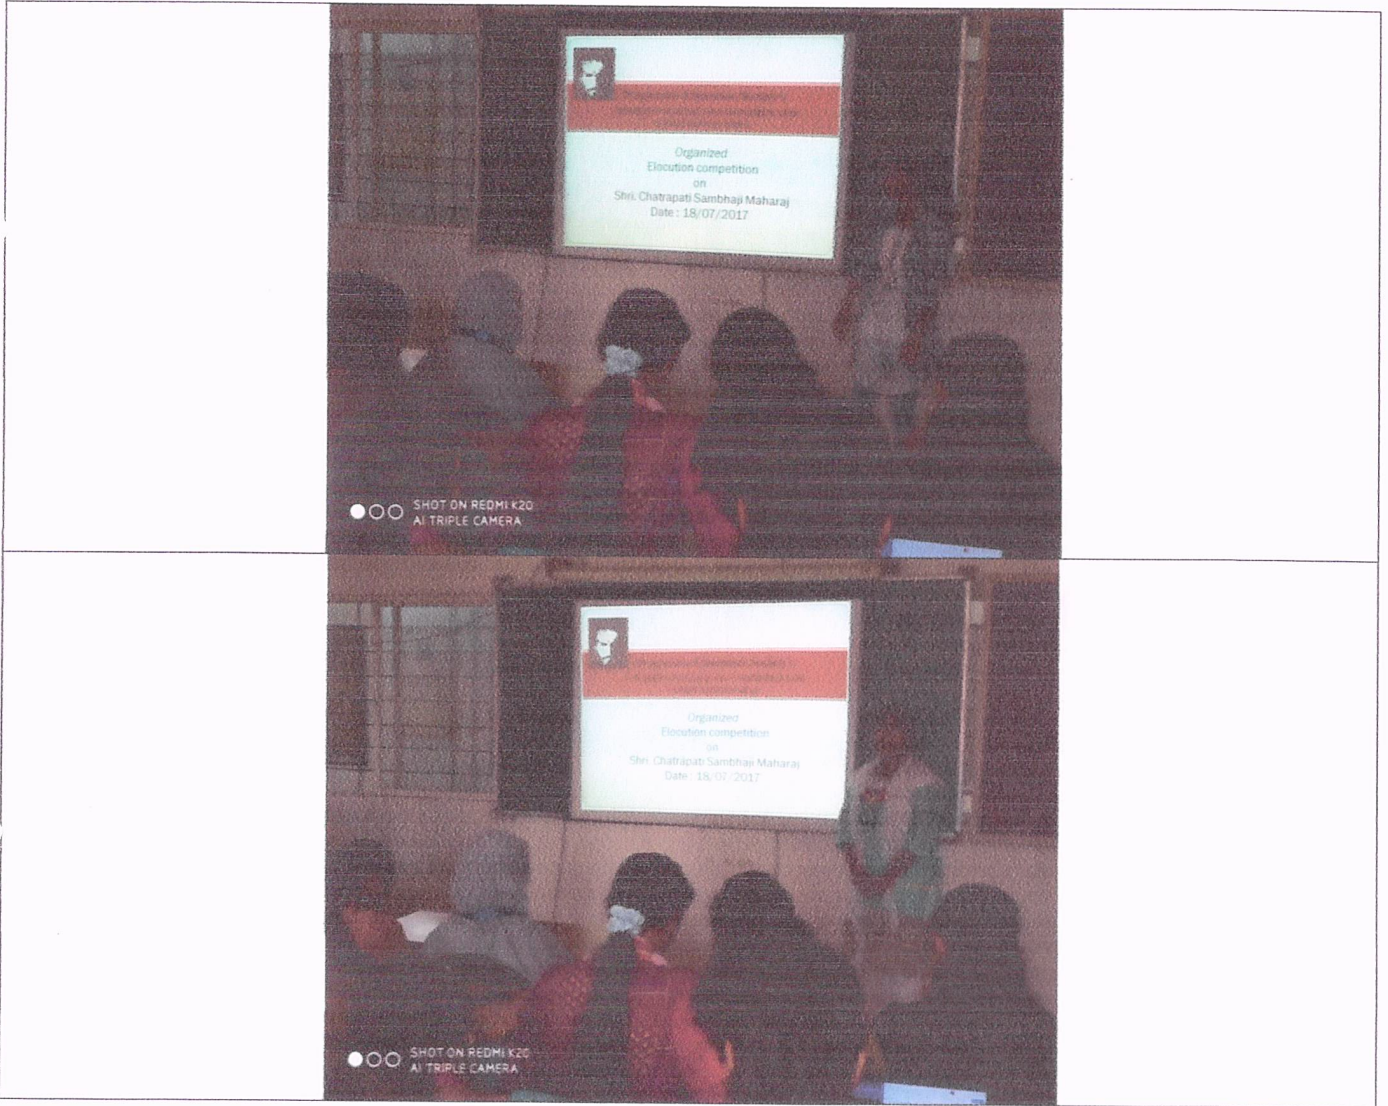 Organized
Elocution competition
on
Shri. Chatrapati Sambhaji Maharaj
Date : 18/07/2017
SHOT ON REDMI K20
AI TRIPLE CAMERA
Organized
Elocution competition
on
Shri. Chatrapati Sambhaji Maharaj
Date : 18/07/2017
SHOT ON REDMI K20
AI TRIPLE CAMERA